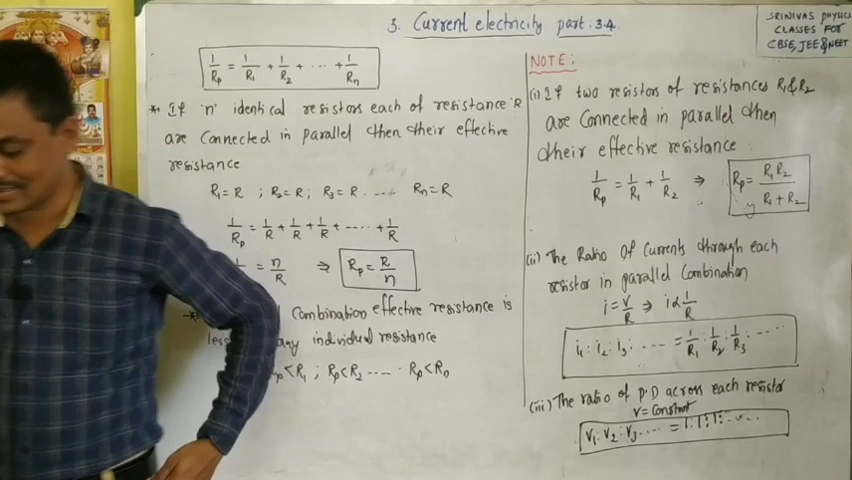 3. Current electricity part.3.4
SRINIVAS PHYSICS
CLASSES FOR
CBSE, JEE & NEET
1/Rp = 1/R1 + 1/R2 + ··· + 1/Rn
* If 'n' identical resistors each of resistance R
are connected in parallel then their effective
resistance
R1=R ; R2=R; R3=R ..... Rn=R
1/Rp = 1/R + 1/R + 1/R + ---- + 1/R
= n/R ⇒ Rp = R/n
Combination effective resistance is
less any individual resistance
Rp<R1 ; Rp<R2 ..... Rp<Rn
NOTE:
(i) If two resistors of resistances R1 & R2
are connected in parallel then
their effective resistance
1/Rp = 1/R1 + 1/R2 ⇒ Rp = R1 R2 / R1 + R2
(ii) The Ratio of currents through each
resistor in parallel combination
i = V/R ⇒ i ∝ 1/R
i1 : i2 : i3 : ..... = 1/R1 : 1/R2 : 1/R3 : .....
(iii) The ratio of P.D across each resistor
V = Constant
V1 : V2 : V3 .... = 1:1:1: .....